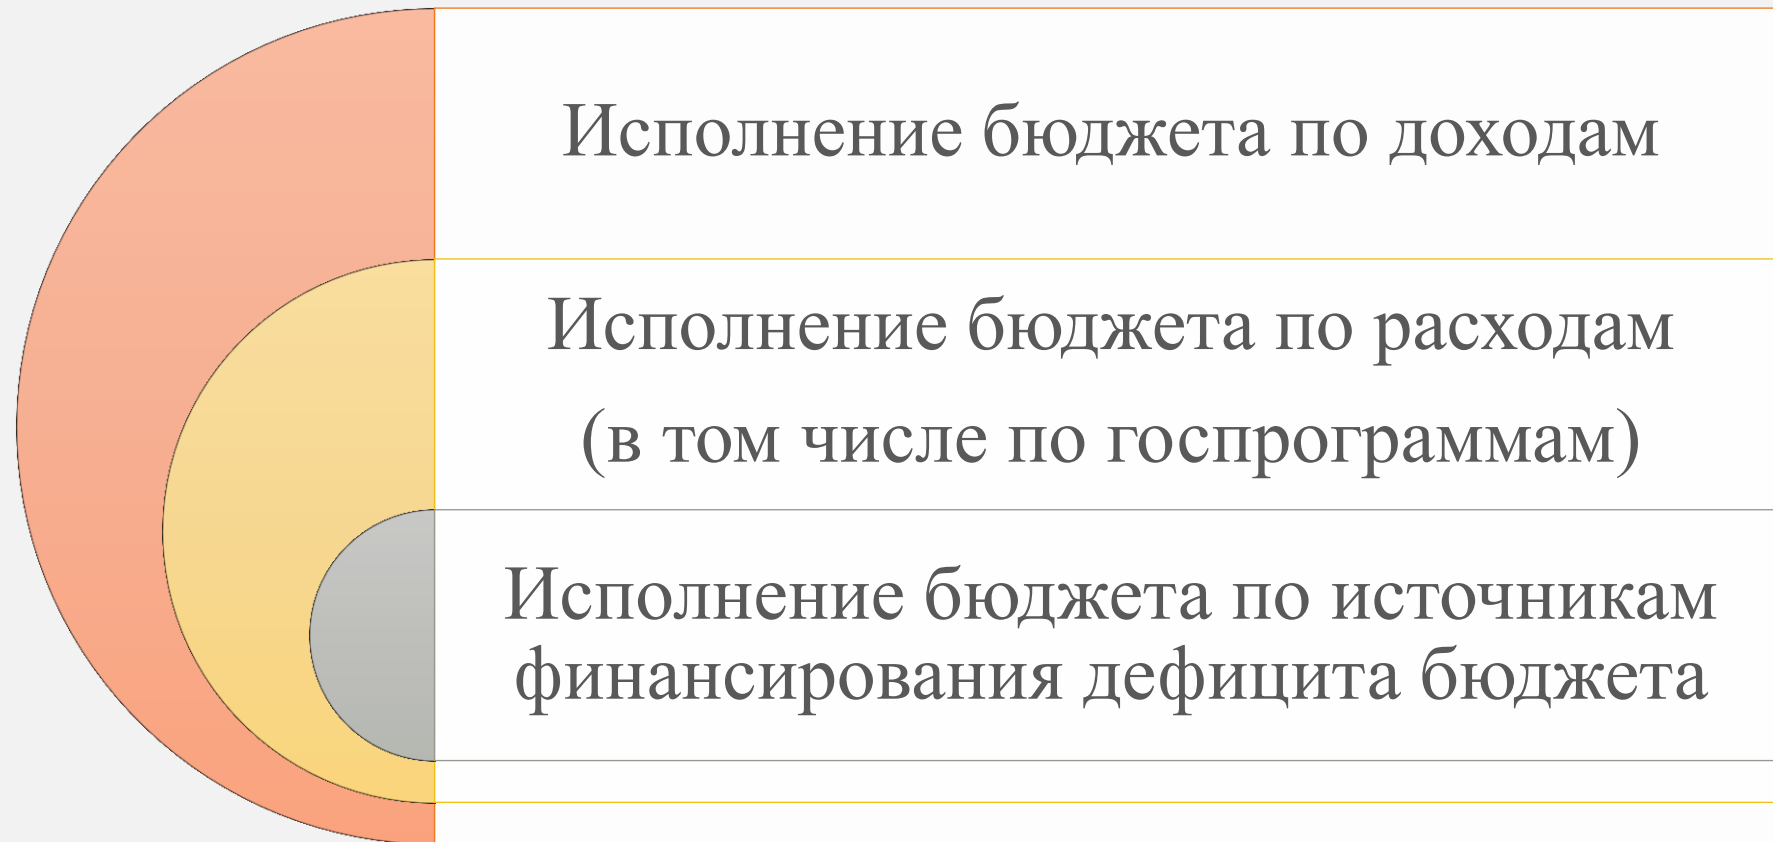 Исполнение бюджета по доходам
Исполнение бюджета по расходам
(в том числе по госпрограммам)
Исполнение бюджета по источникам
финансирования дефицита бюджета